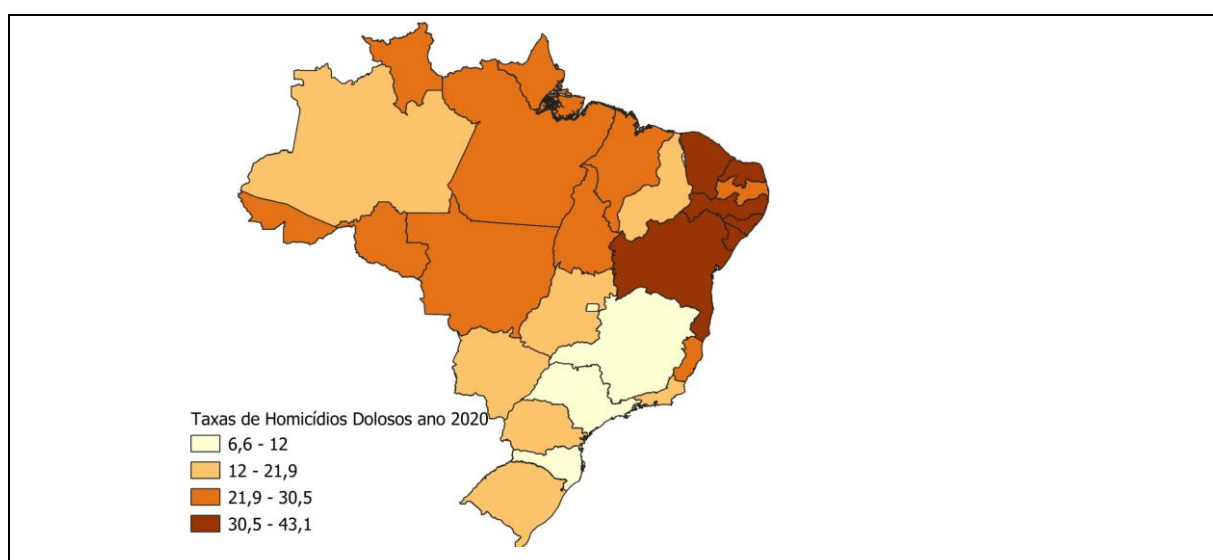 Taxas de Homicídios Dolosos ano 2020
6,6 - 12
12 - 21,9
21,9 - 30,5
30,5 - 43,1